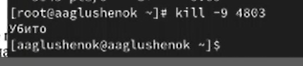 [root@aaglushenok ~]# kill -9 4803
Убито
[aaglushenok@aaglushenok ~]$